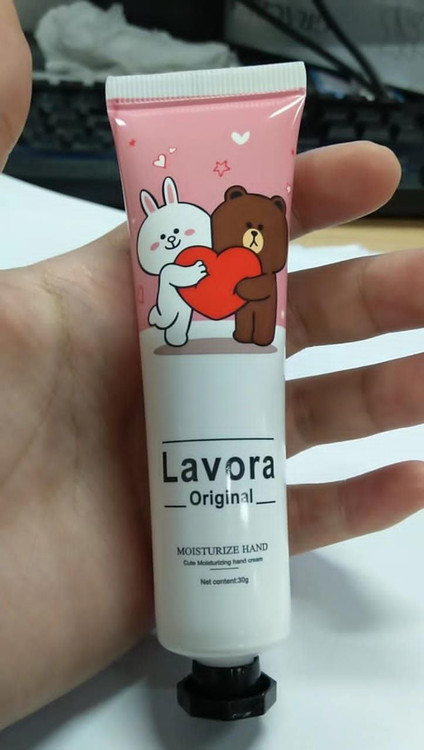 Lavora
Original
MOISTURIZE HAND
Cute Moisturizing hand cream
Net content:30g